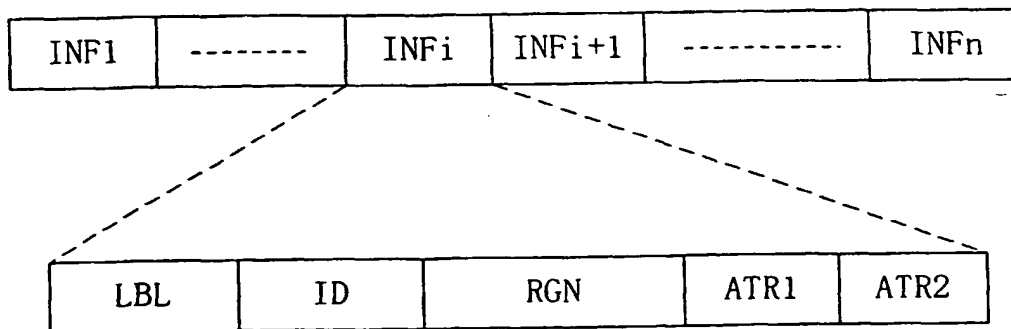 INF1 -------- INFi INFi+1 ----------- INFn
LBL ID RGN ATR1 ATR2